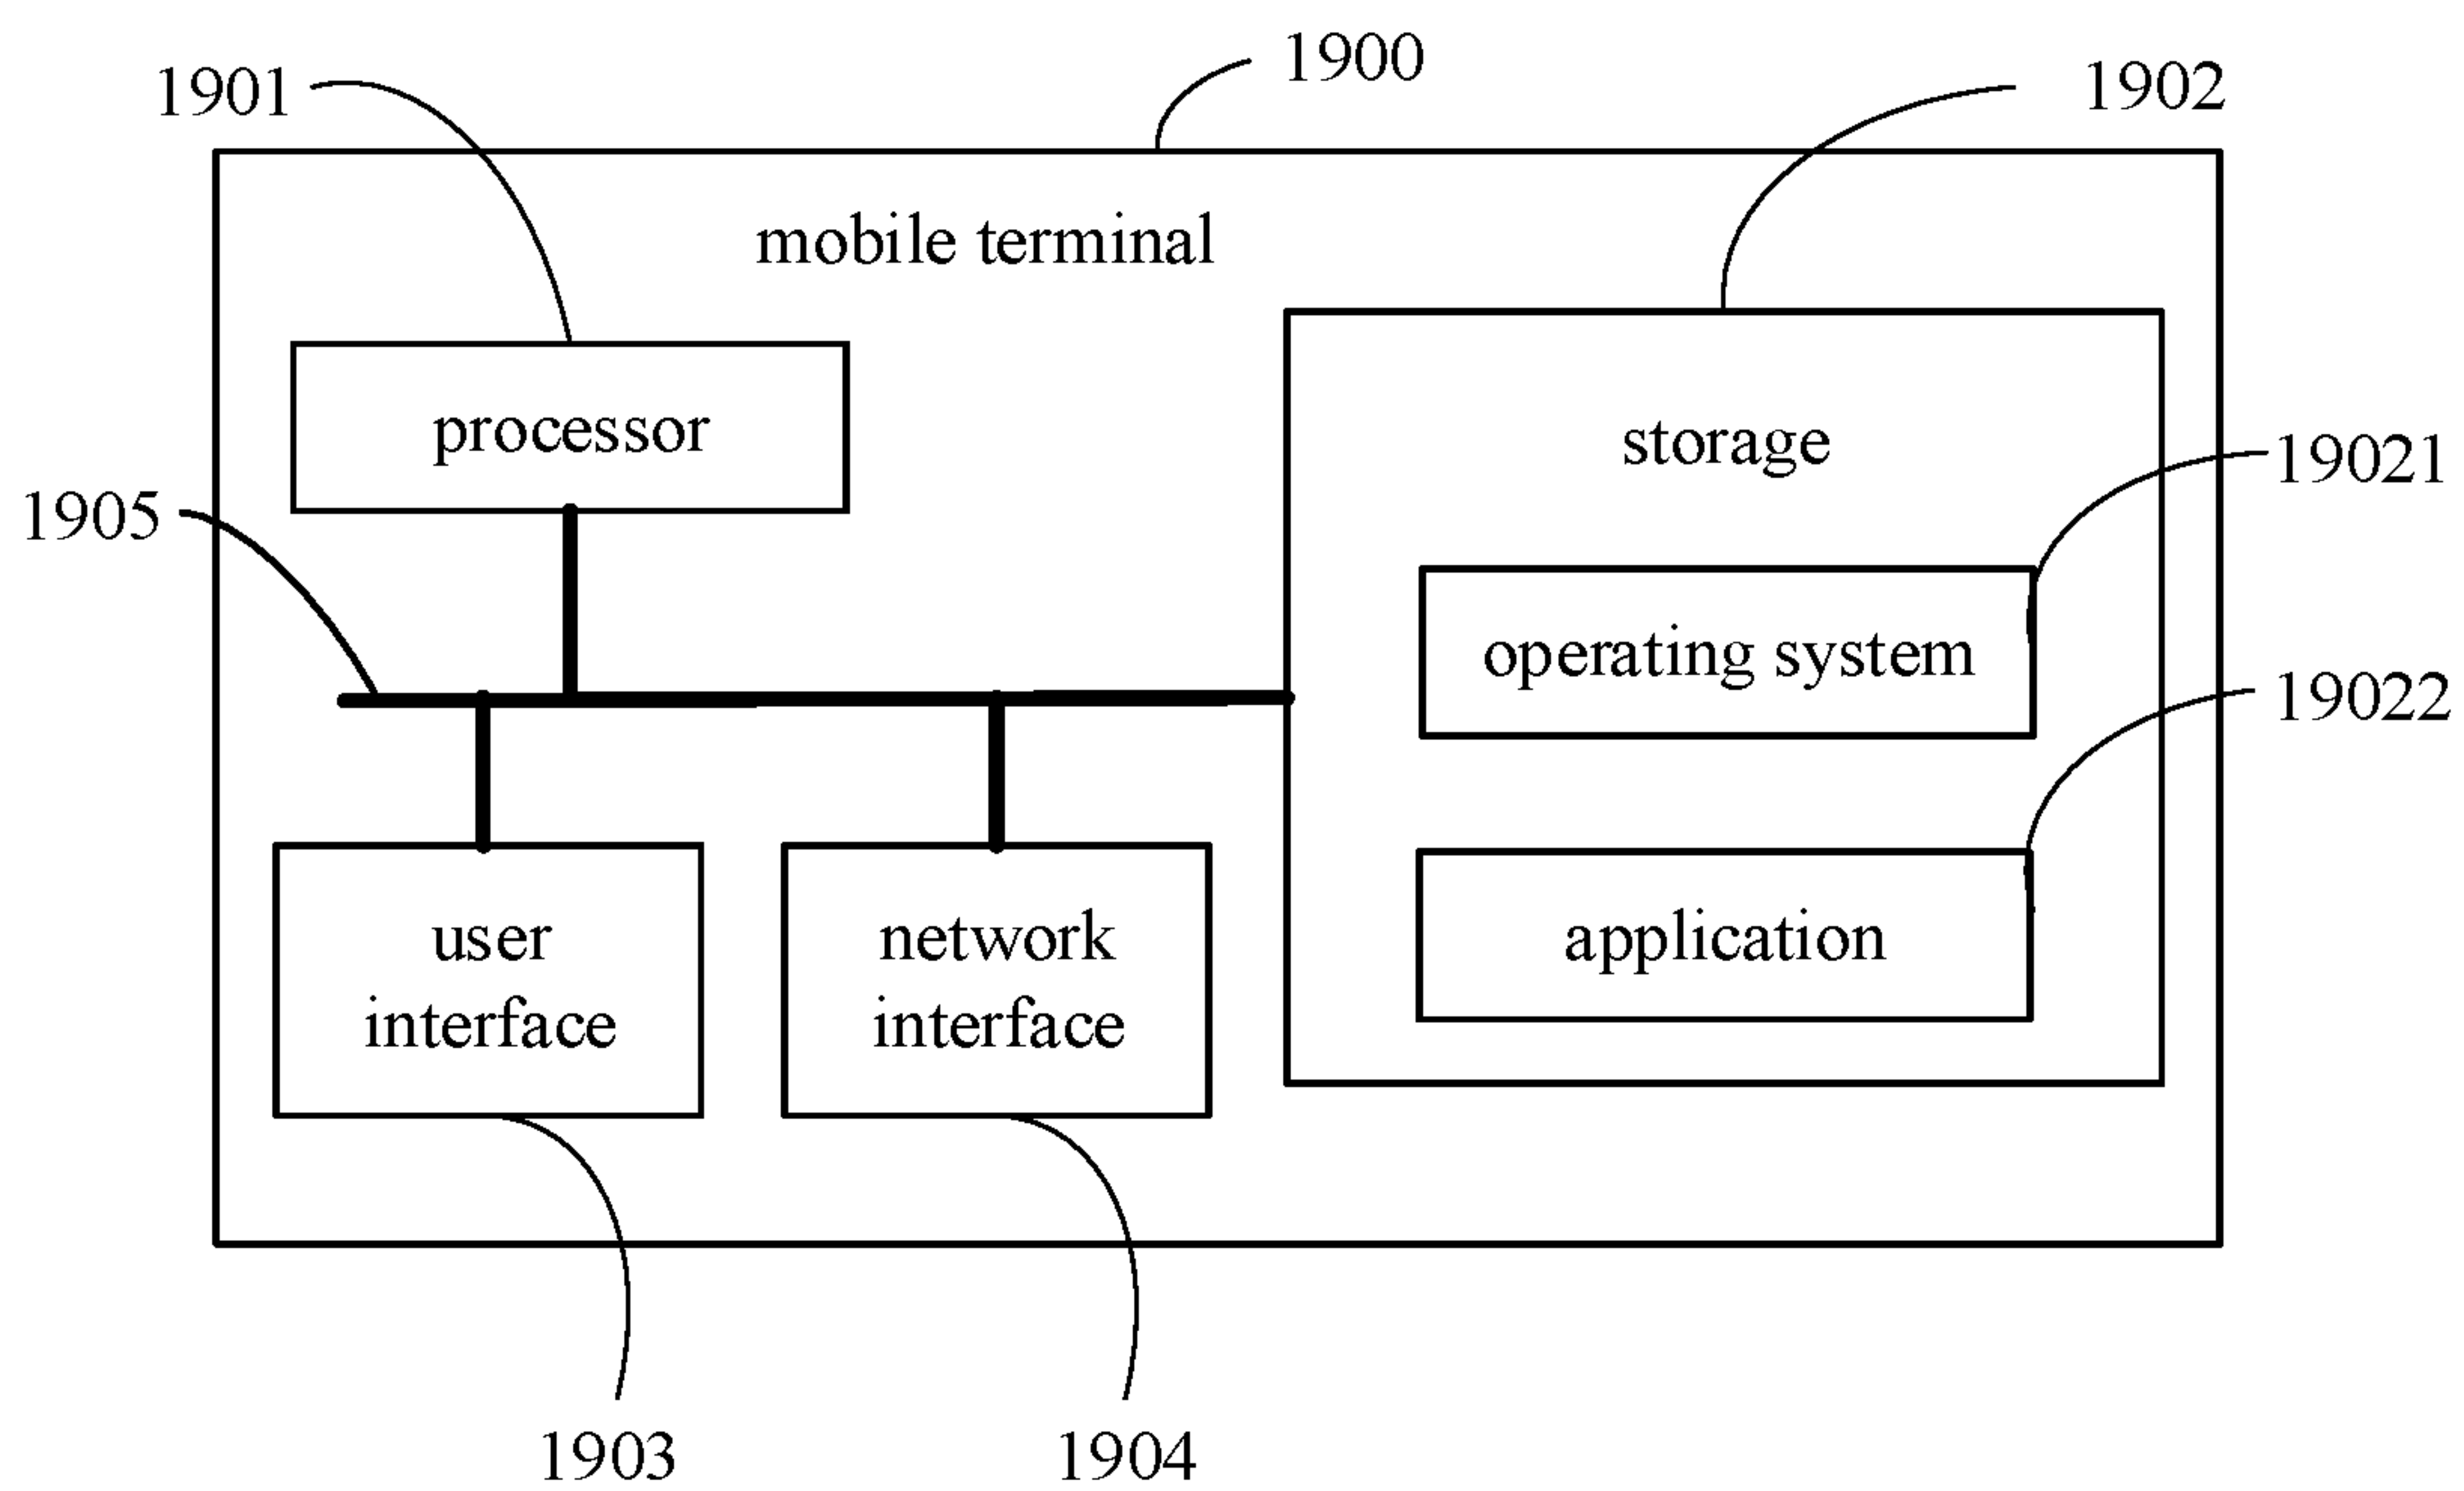 1900
1901
1902
mobile terminal
processor
storage
19021
1905
operating system
19022
user
interface
network
interface
application
1903
1904